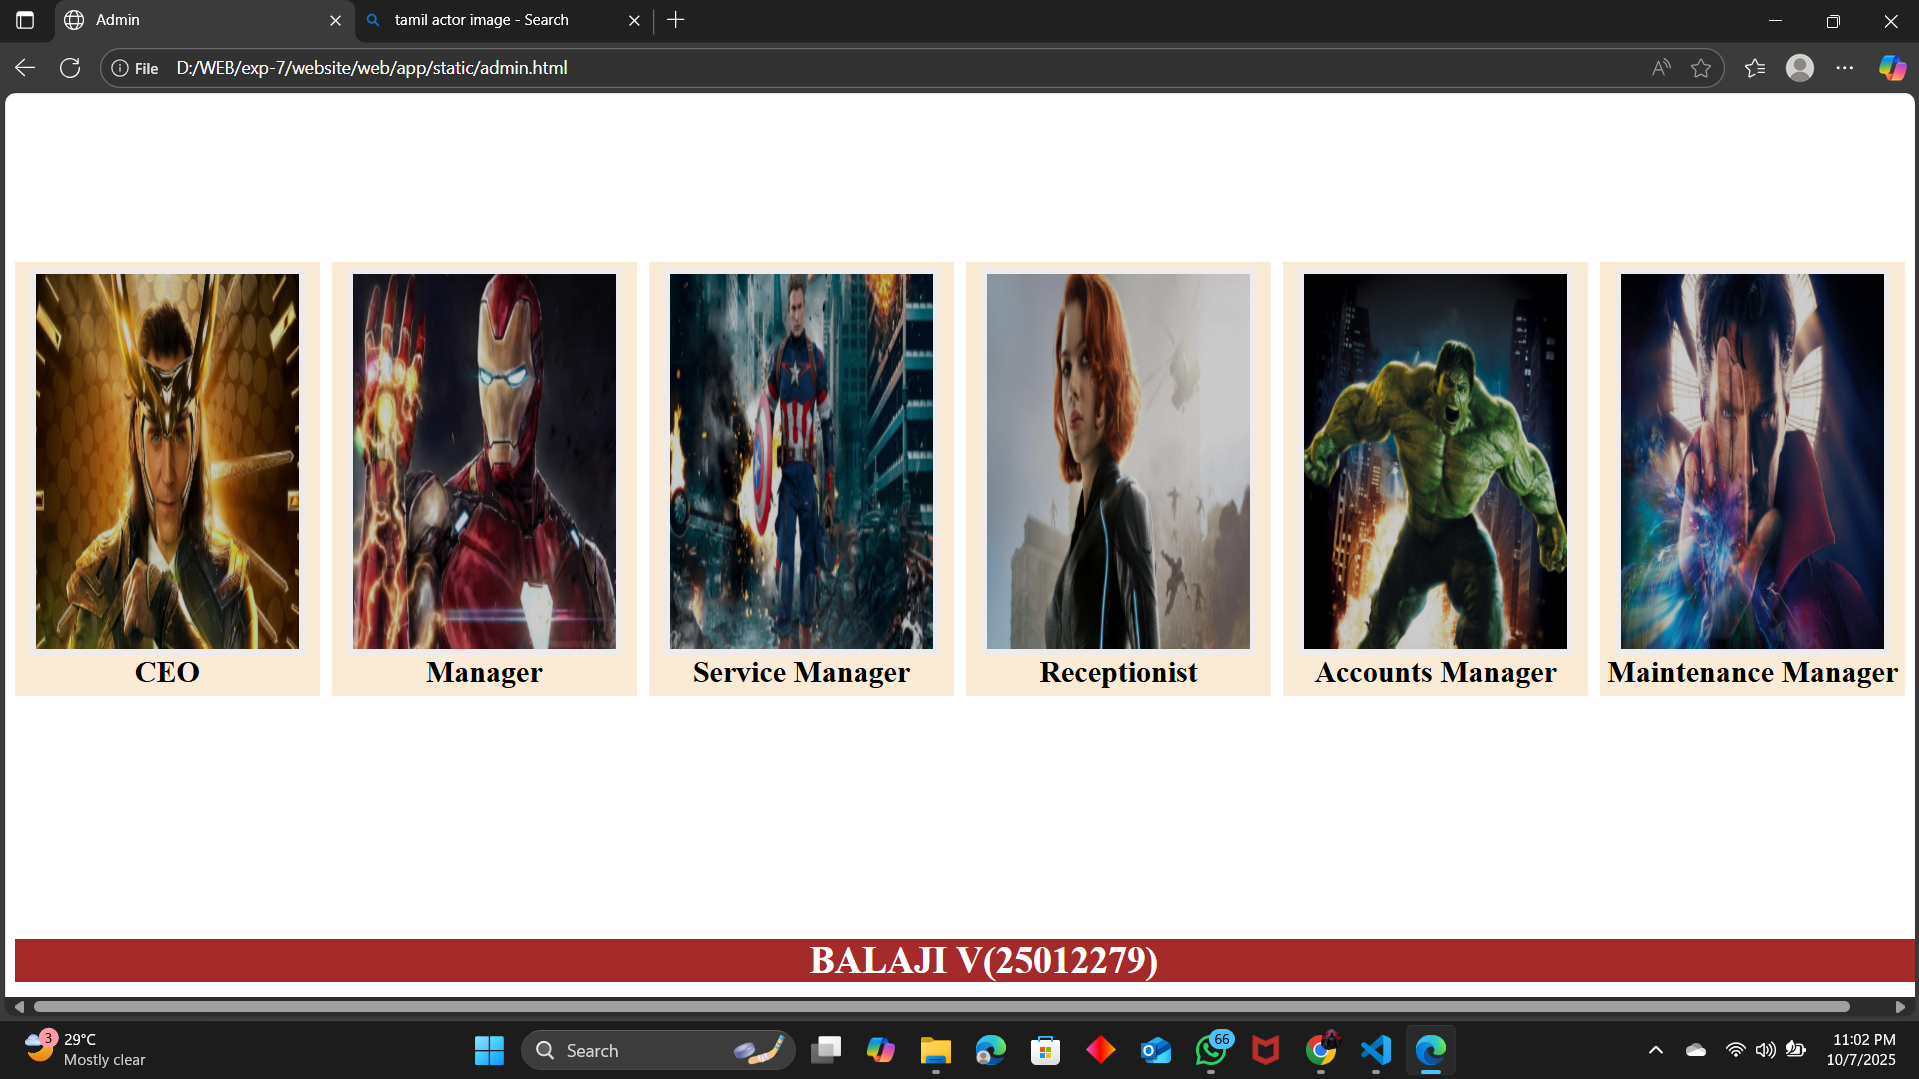 Admin
tamil actor image - Search
File
D:/WEB/exp-7/website/web/app/static/admin.html
CEO
Manager
Service Manager
Receptionist
Accounts Manager
Maintenance Manager
BALAJI V(25012279)
3
29°C
Mostly clear
Search
66
11:02 PM
10/7/2025